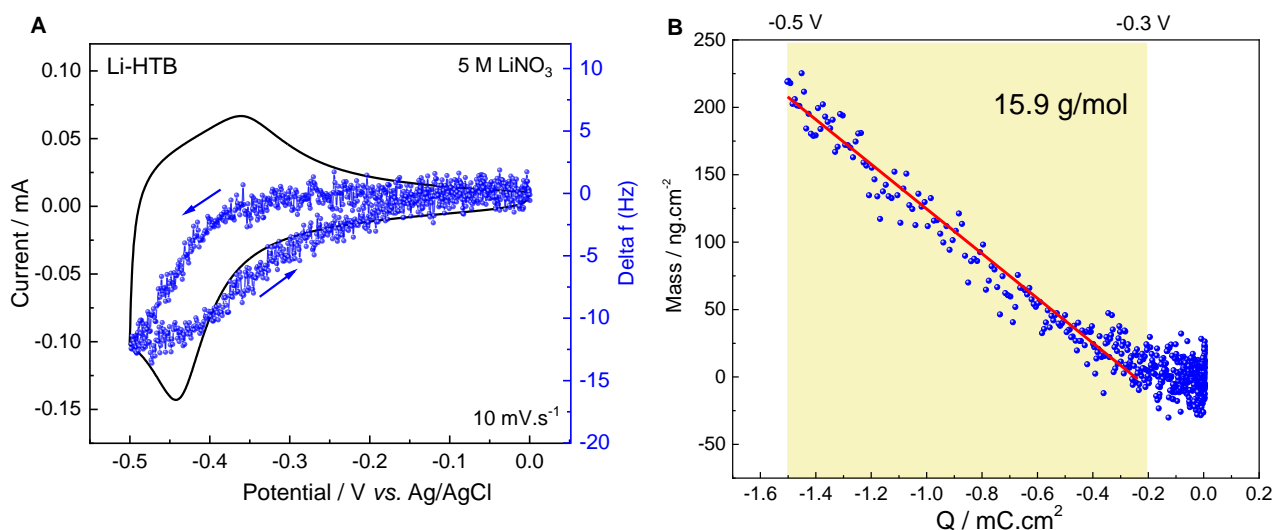 A
Li-HTB
5 M LiNO₃
10 mV.s⁻¹
0.10
0.05
0.00
-0.05
-0.10
-0.15
Current / mA
10
5
0
-5
-10
-15
-20
Delta f (Hz)
-0.5 -0.4 -0.3 -0.2 -0.1 0.0
Potential / V vs. Ag/AgCl
B
-0.5 V
-0.3 V
15.9 g/mol
250
200
150
100
50
0
-50
Mass / ng.cm⁻²
-1.6 -1.4 -1.2 -1.0 -0.8 -0.6 -0.4 -0.2 0.0 0.2
Q / mC.cm²